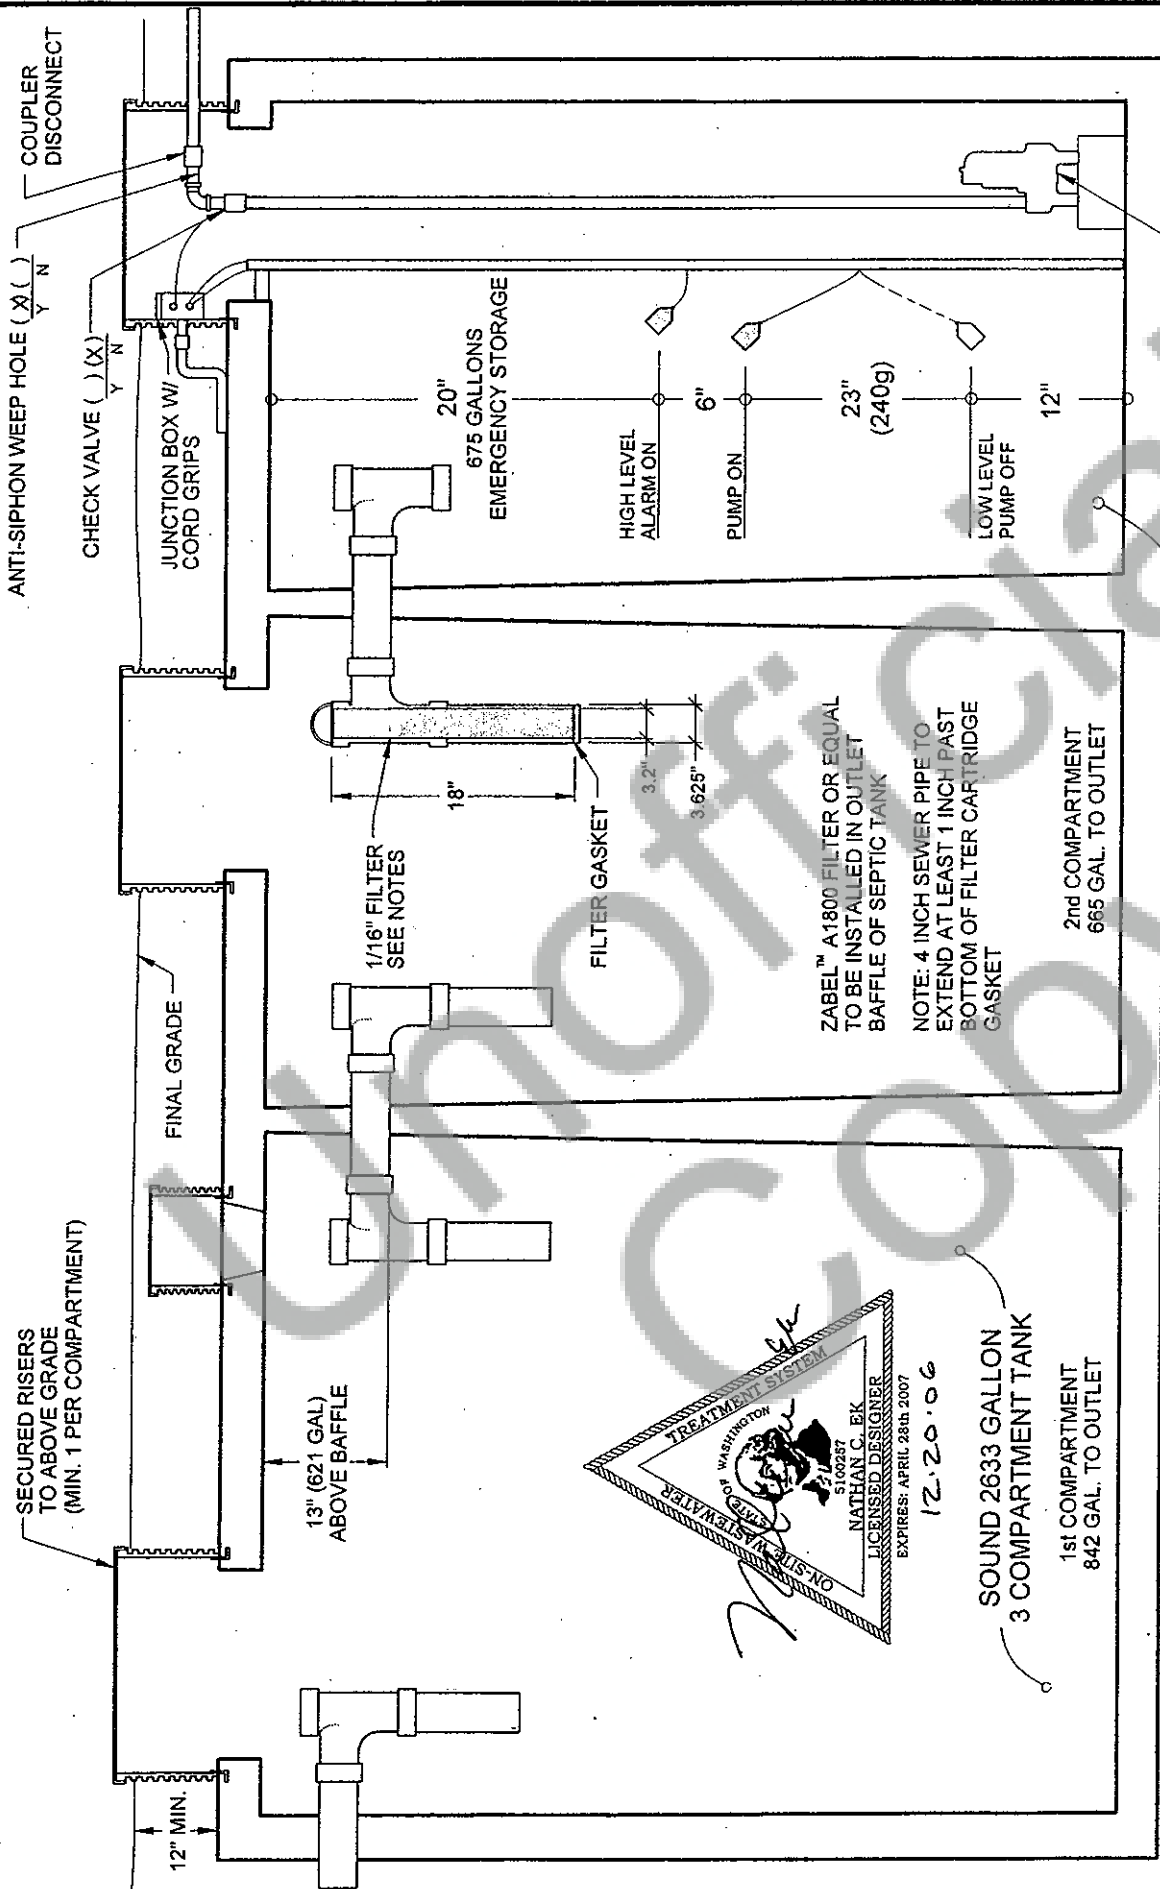 SECURED RISERS
TO ABOVE GRADE
(MIN. 1 PER COMPARTMENT)
12" MIN.
FINAL GRADE
ANTI-SIPHON WEEP HOLE (X) ( )
Y N
COUPLER
DISCONNECT
CHECK VALVE ( ) (X)
Y N
JUNCTION BOX W/
CORD GRIPS
13" (621 GAL)
ABOVE BAFFLE
1/16" FILTER
SEE NOTES
18"
FILTER GASKET
3.2"
3.625"
20"
675 GALLONS
EMERGENCY STORAGE
HIGH LEVEL
ALARM ON
6"
PUMP ON
23"
(240g)
LOW LEVEL
PUMP OFF
12"
ZABEL™ A1800 FILTER OR EQUAL
TO BE INSTALLED IN OUTLET
BAFFLE OF SEPTIC TANK
NOTE: 4 INCH SEWER PIPE TO
EXTEND AT LEAST 1 INCH PAST
BOTTOM OF FILTER CARTRIDGE
GASKET
2nd COMPARTMENT
665 GAL. TO OUTLET
ON-SITE WASTEWATER
TREATMENT SYSTEM
STATE OF WASHINGTON
5100257
NATHAN C. EK
LICENSED DESIGNER
EXPIRES: APRIL 28th 2007
12.20.06
SOUND 2633 GALLON
3 COMPARTMENT TANK
1st COMPARTMENT
842 GAL. TO OUTLET
Unofficial
Copy